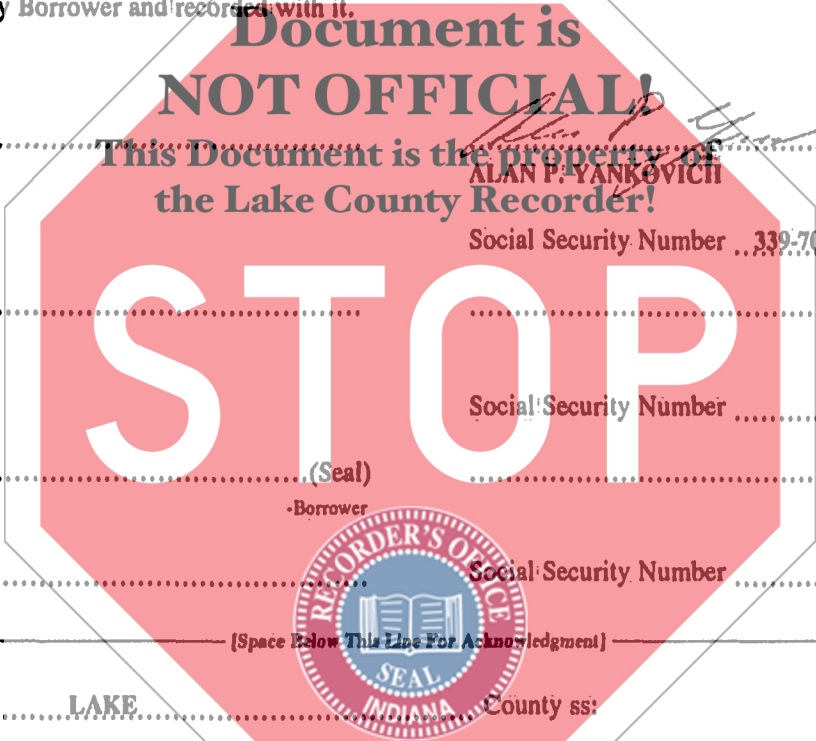 y Borrower and recorded with it.
Document is
NOT OFFICIAL!
This Document is the property of
ALAN P. YANKOVICH
the Lake County Recorder!
Social Security Number 339-70
STOP
Social Security Number
(Seal)
-Borrower
RECORDER'S OFFICE
Social Security Number
[Space Below This Line For Acknowledgment]
SEAL
INDIANA
LAKE County ss: